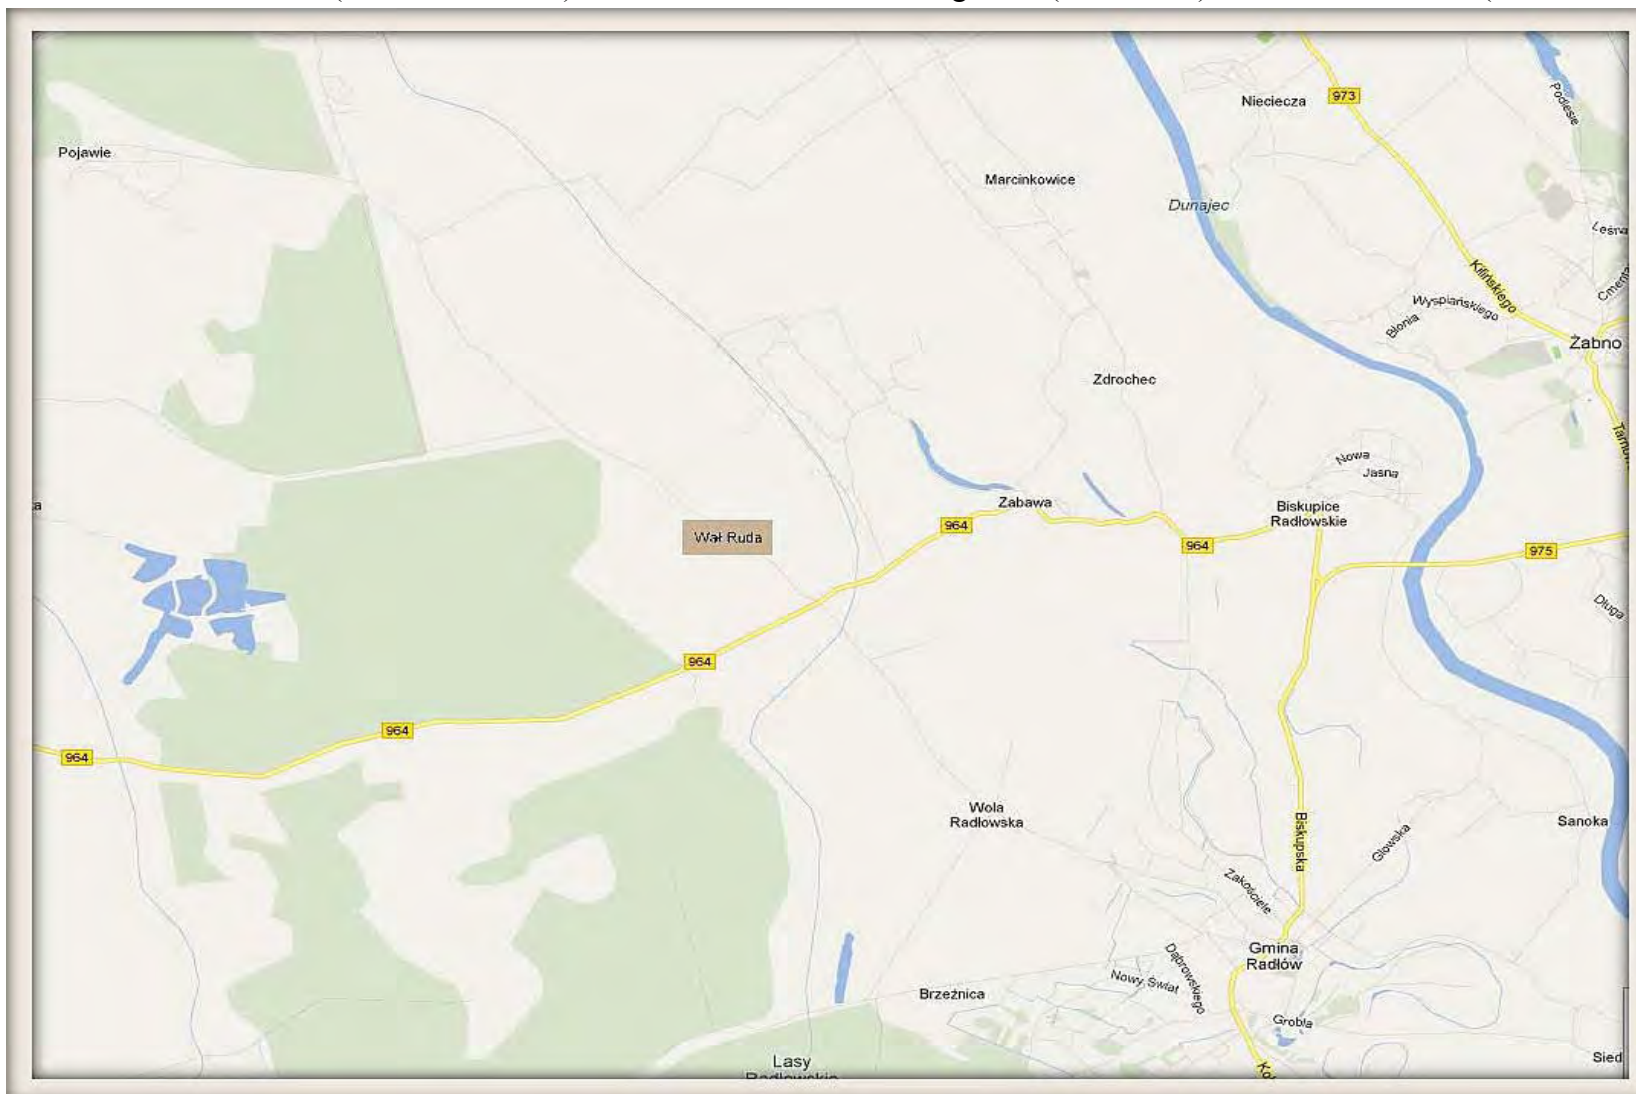 Nieciecza
973
Podlesie
Pojawie
Marcinkowice
Dunajec
Leśna
Kilińskiego
Wyspiańskiego
Błonia
Żabno
Zdrochec
Nowa
Jasna
Zabawa
Biskupice
Radłowskie
964
Wał Ruda
964
975
Długa
964
964
964
Wola
Radłowska
Biskupska
Głowska
Sanoka
Zakościele
Gmina
Radłów
Dąbrowskiego
Nowy Świat
Brzeźnica
Grobla
Lasy
Radłowskie
Sied